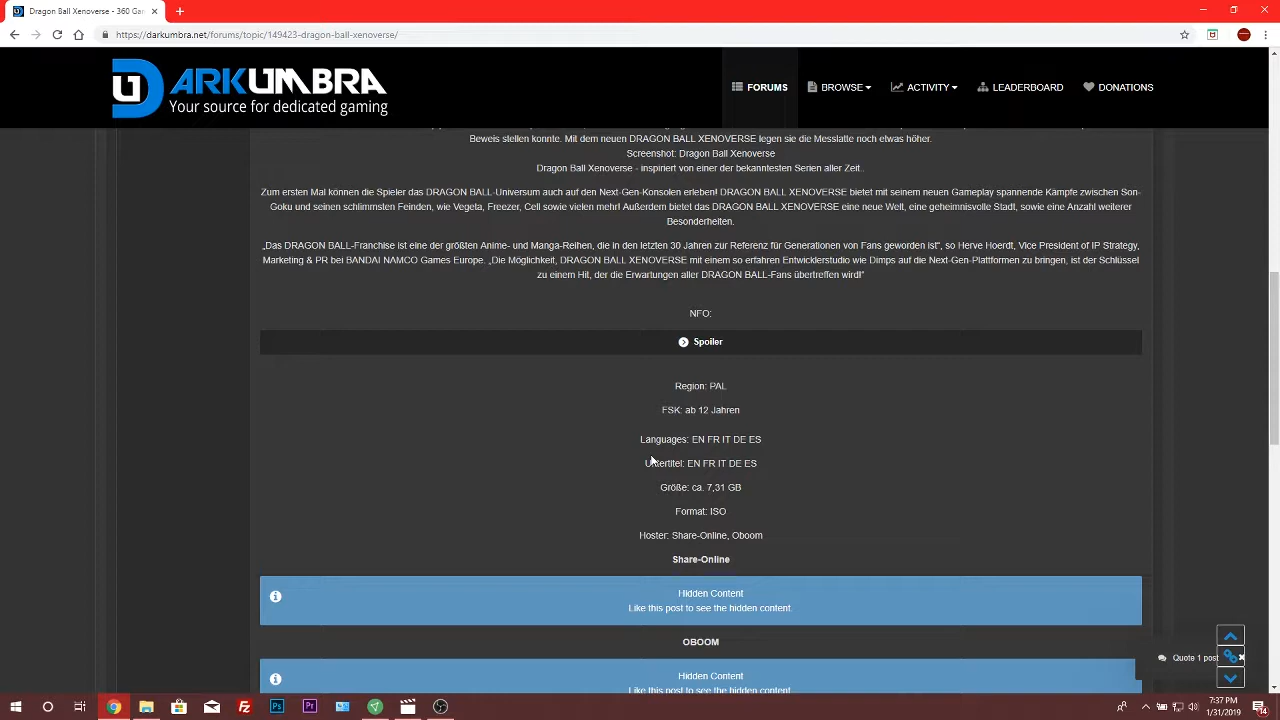 Dragon Ball Xenoverse - 360 Ga
https://darkumbra.net/forums/topic/149423-dragon-ball-xenoverse/
DARKUMBRA
Your source for dedicated gaming
FORUMS
BROWSE
ACTIVITY
LEADERBOARD
DONATIONS
Beweis stellen konnte. Mit dem neuen DRAGON BALL XENOVERSE legen sie die Messlatte noch etwas höher.
Screenshot: Dragon Ball Xenoverse
Dragon Ball Xenoverse - inspiriert von einer der bekanntesten Serien aller Zeit..
Zum ersten Mal können die Spieler das DRAGON BALL-Universum auch auf den Next-Gen-Konsolen erleben! DRAGON BALL XENOVERSE bietet mit seinem neuen Gameplay spannende Kämpfe zwischen Son-
Goku und seinen schlimmsten Feinden, wie Vegeta, Freezer, Cell sowie vielen mehr! Außerdem bietet das DRAGON BALL XENOVERSE eine neue Welt, eine geheimnisvolle Stadt, sowie eine Anzahl weiterer
Besonderheiten.
„Das DRAGON BALL-Franchise ist eine der größten Anime- und Manga-Reihen, die in den letzten 30 Jahren zur Referenz für Generationen von Fans geworden ist“, so Herve Hoerdt, Vice President of IP Strategy,
Marketing & PR bei BANDAI NAMCO Games Europe. „Die Möglichkeit, DRAGON BALL XENOVERSE mit einem so erfahren Entwicklerstudio wie Dimps auf die Next-Gen-Plattformen zu bringen, ist der Schlüssel
zu einem Hit, der die Erwartungen aller DRAGON BALL-Fans übertreffen wird!“
NFO:
Spoiler
Region: PAL
FSK: ab 12 Jahren
Languages: EN FR IT DE ES
Untertitel: EN FR IT DE ES
Größe: ca. 7,31 GB
Format: ISO
Hoster: Share-Online, Oboom
Share-Online
Hidden Content
Like this post to see the hidden content.
OBOOM
Hidden Content
Like this post to see the hidden content.
Quote 1 post
7:37 PM
1/31/2019
14